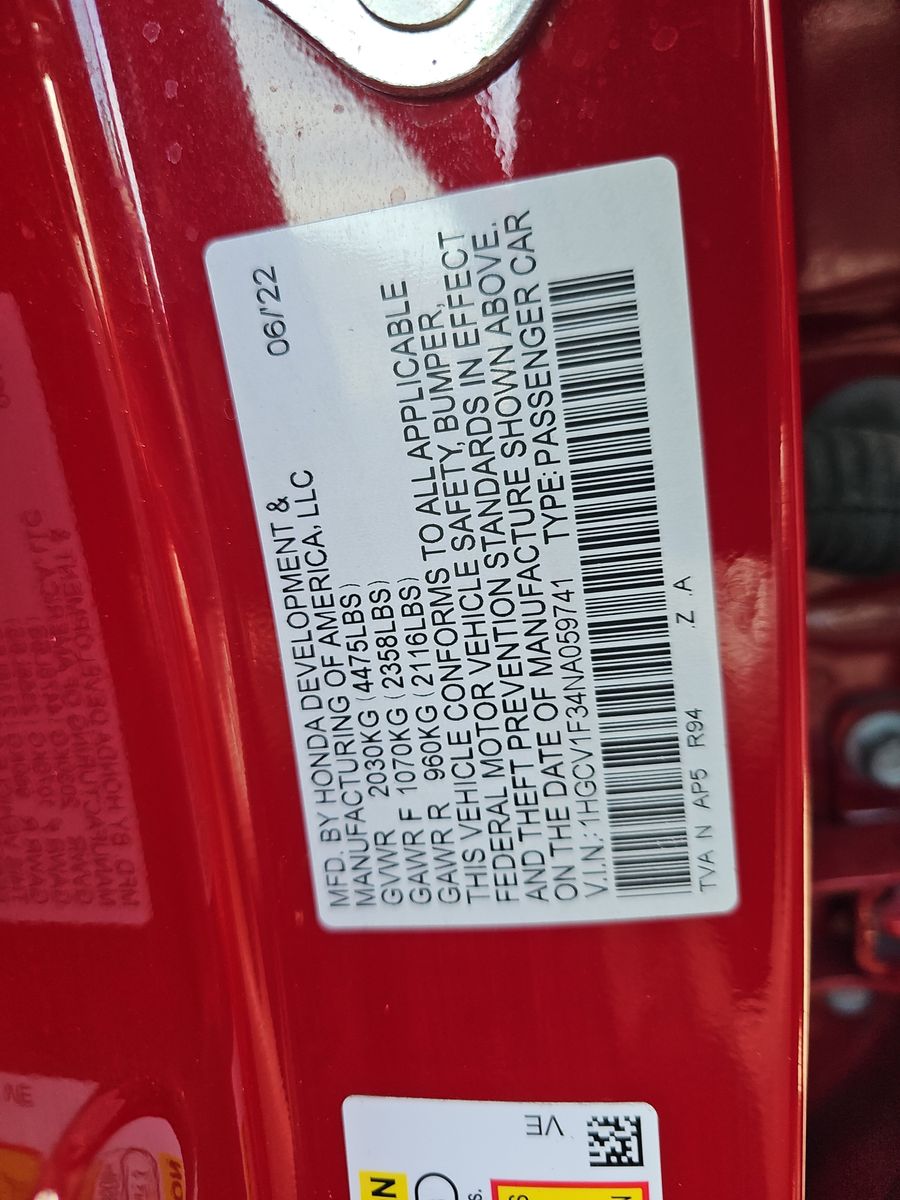 MFD. BY HONDA DEVELOPMENT & 06/'22
MANUFACTURING OF AMERICA, LLC
GVWR 2030KG (4475LBS)
GAWR F 1070KG (2358LBS)
GAWR R 960KG (2116LBS)
THIS VEHICLE CONFORMS TO ALL APPLICABLE
FEDERAL MOTOR VEHICLE SAFETY, BUMPER,
AND THEFT PREVENTION STANDARDS IN EFFECT
ON THE DATE OF MANUFACTURE SHOWN ABOVE.
V.I.N.: 1HGCV1F34NA059741 TYPE: PASSENGER CAR
TVA N AP5 R94 Z A
VE